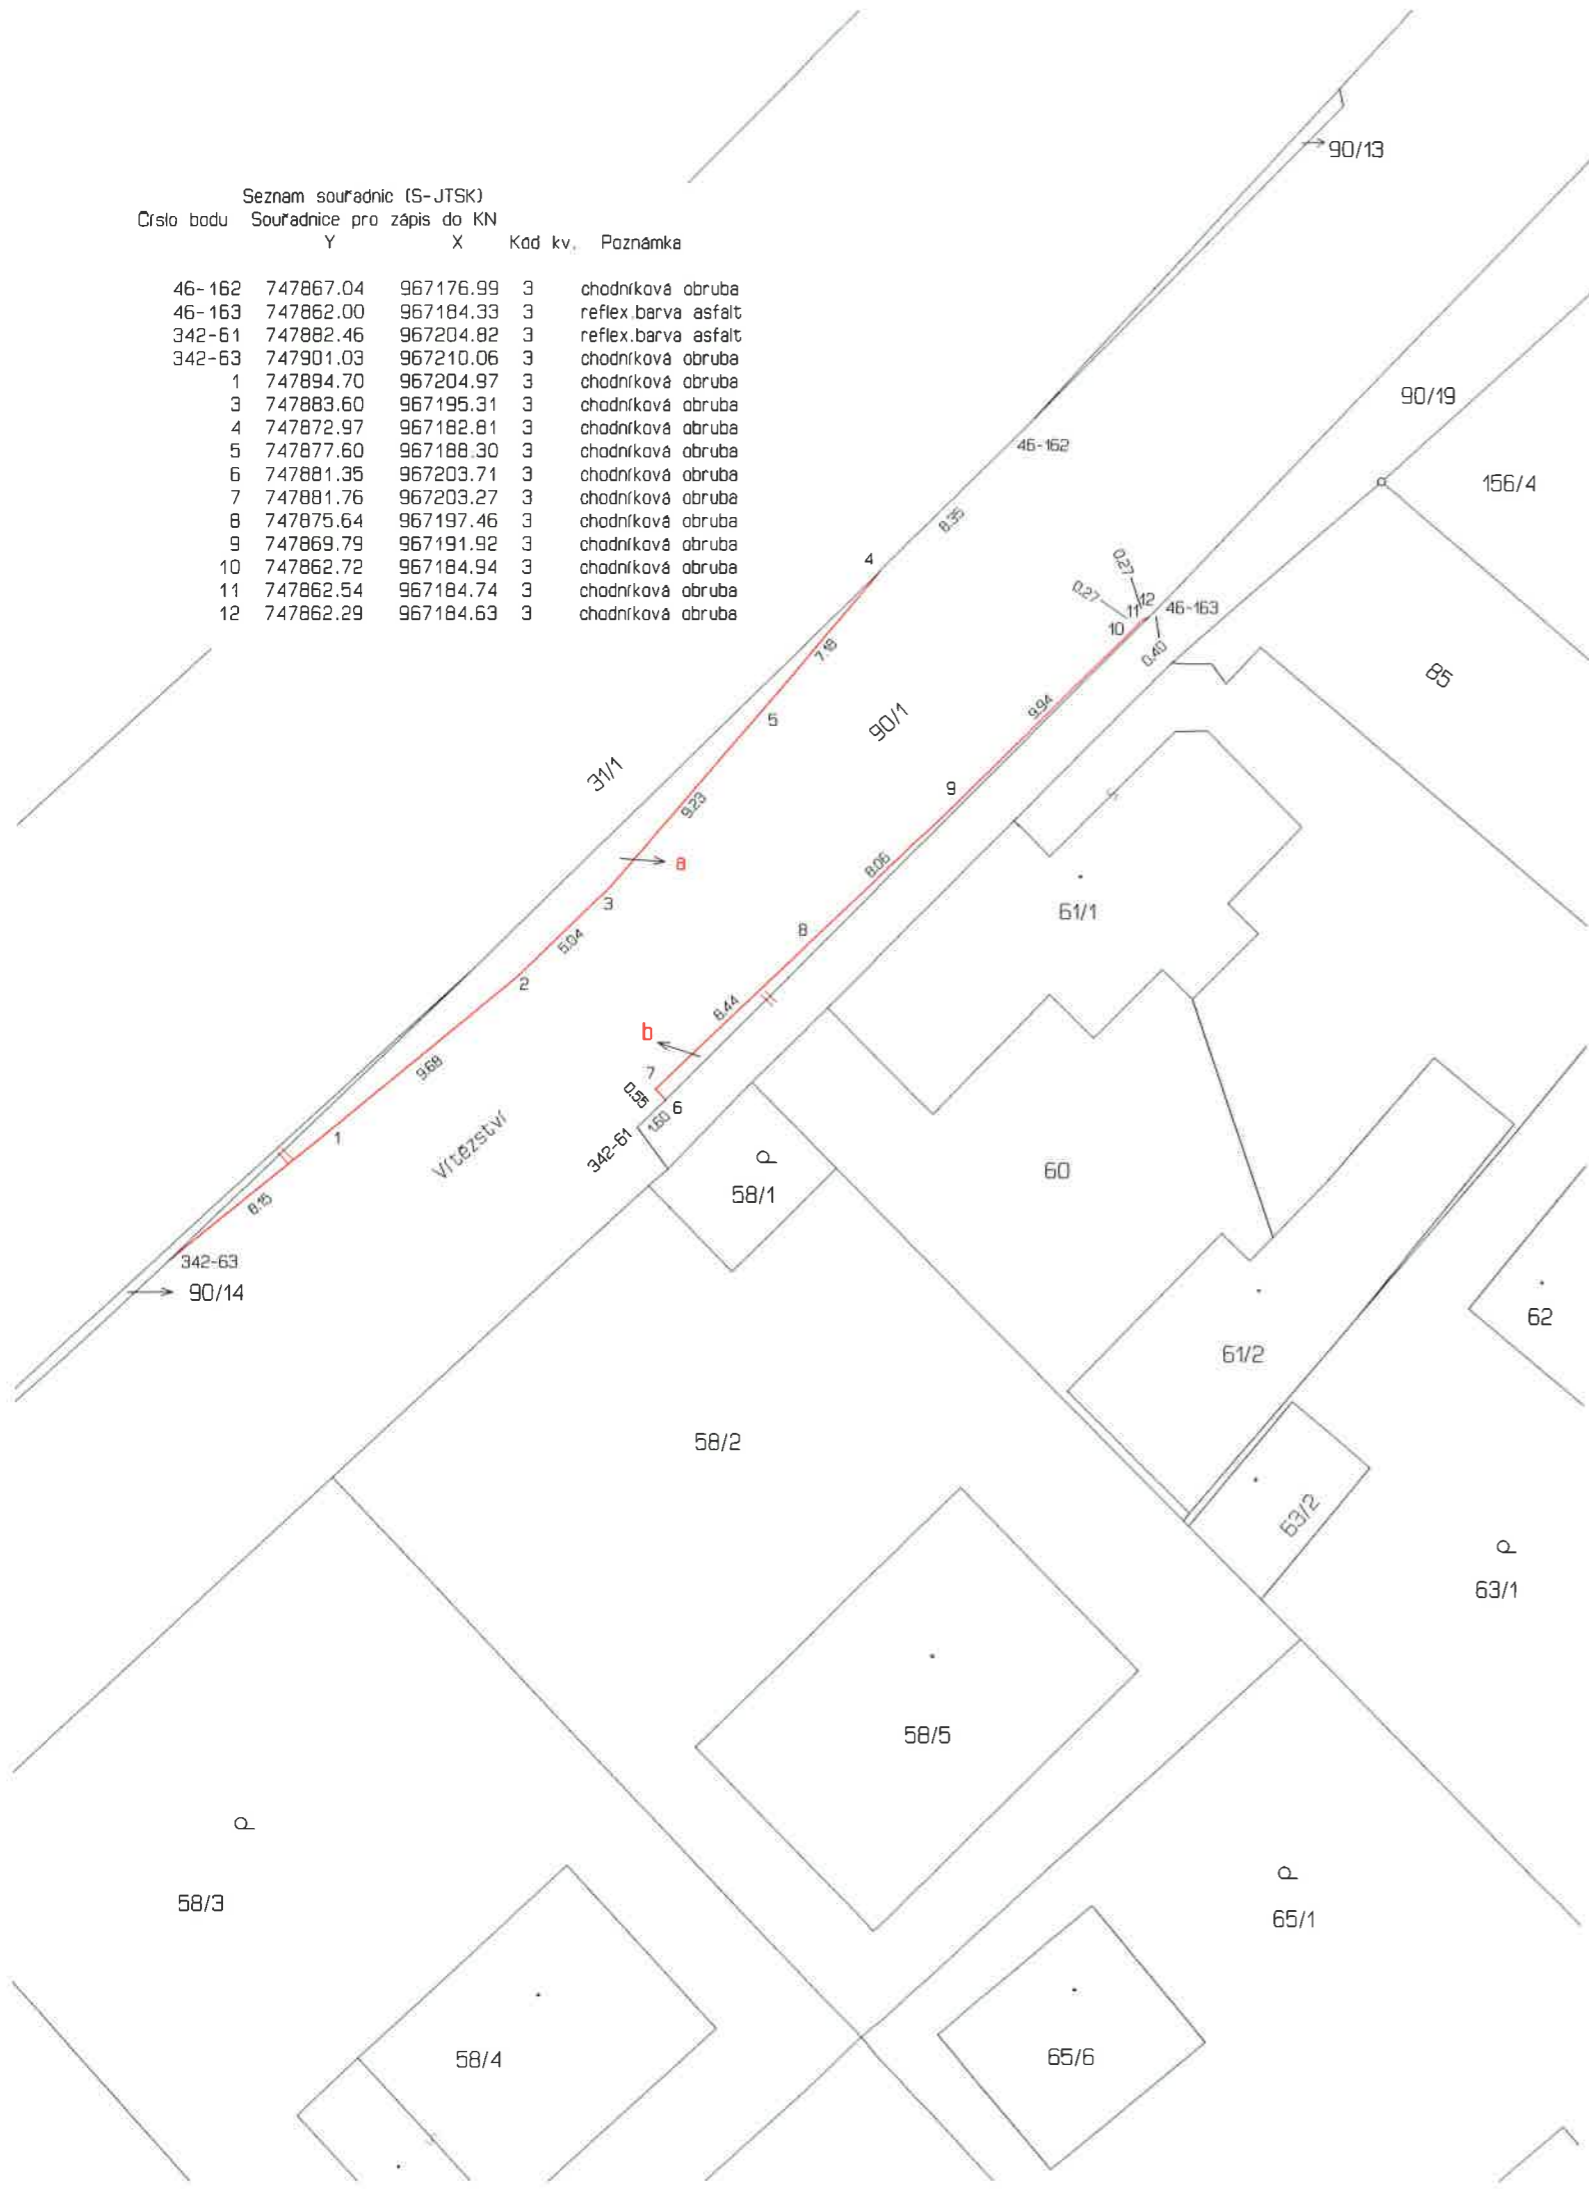 Seznam souřadnic (S-JTSK)
Číslo bodu Souřadnice pro zápis do KN
Y X Kód kv. Poznámka
46-162 747867.04 967176.99 3 chodníková obruba
46-163 747862.00 967184.33 3 reflex.barva asfalt
342-61 747882.46 967204.82 3 reflex.barva asfalt
342-63 747901.03 967210.06 3 chodníková obruba
1 747894.70 967204.97 3 chodníková obruba
3 747883.60 967195.31 3 chodníková obruba
4 747872.97 967182.81 3 chodníková obruba
5 747877.60 967188.30 3 chodníková obruba
6 747881.35 967203.71 3 chodníková obruba
7 747881.76 967203.27 3 chodníková obruba
8 747875.64 967197.46 3 chodníková obruba
9 747869.79 967191.92 3 chodníková obruba
10 747862.72 967184.94 3 chodníková obruba
11 747862.54 967184.74 3 chodníková obruba
12 747862.29 967184.63 3 chodníková obruba
90/13
90/19
46-162
156/4
8.35
4
0.27
0.27
12
11
46-163
10
0.40
7.18
85
5
90/1
9.94
31/1
9
9.23
a
8.06
3
61/1
8
5.04
2
8.44
b
9.68
7
0.55
6
1.60
342-61
1
Vítězství
60
58/1
8.15
342-63
90/14
62
61/2
58/2
63/2
63/1
58/5
58/3
65/1
58/4
65/6